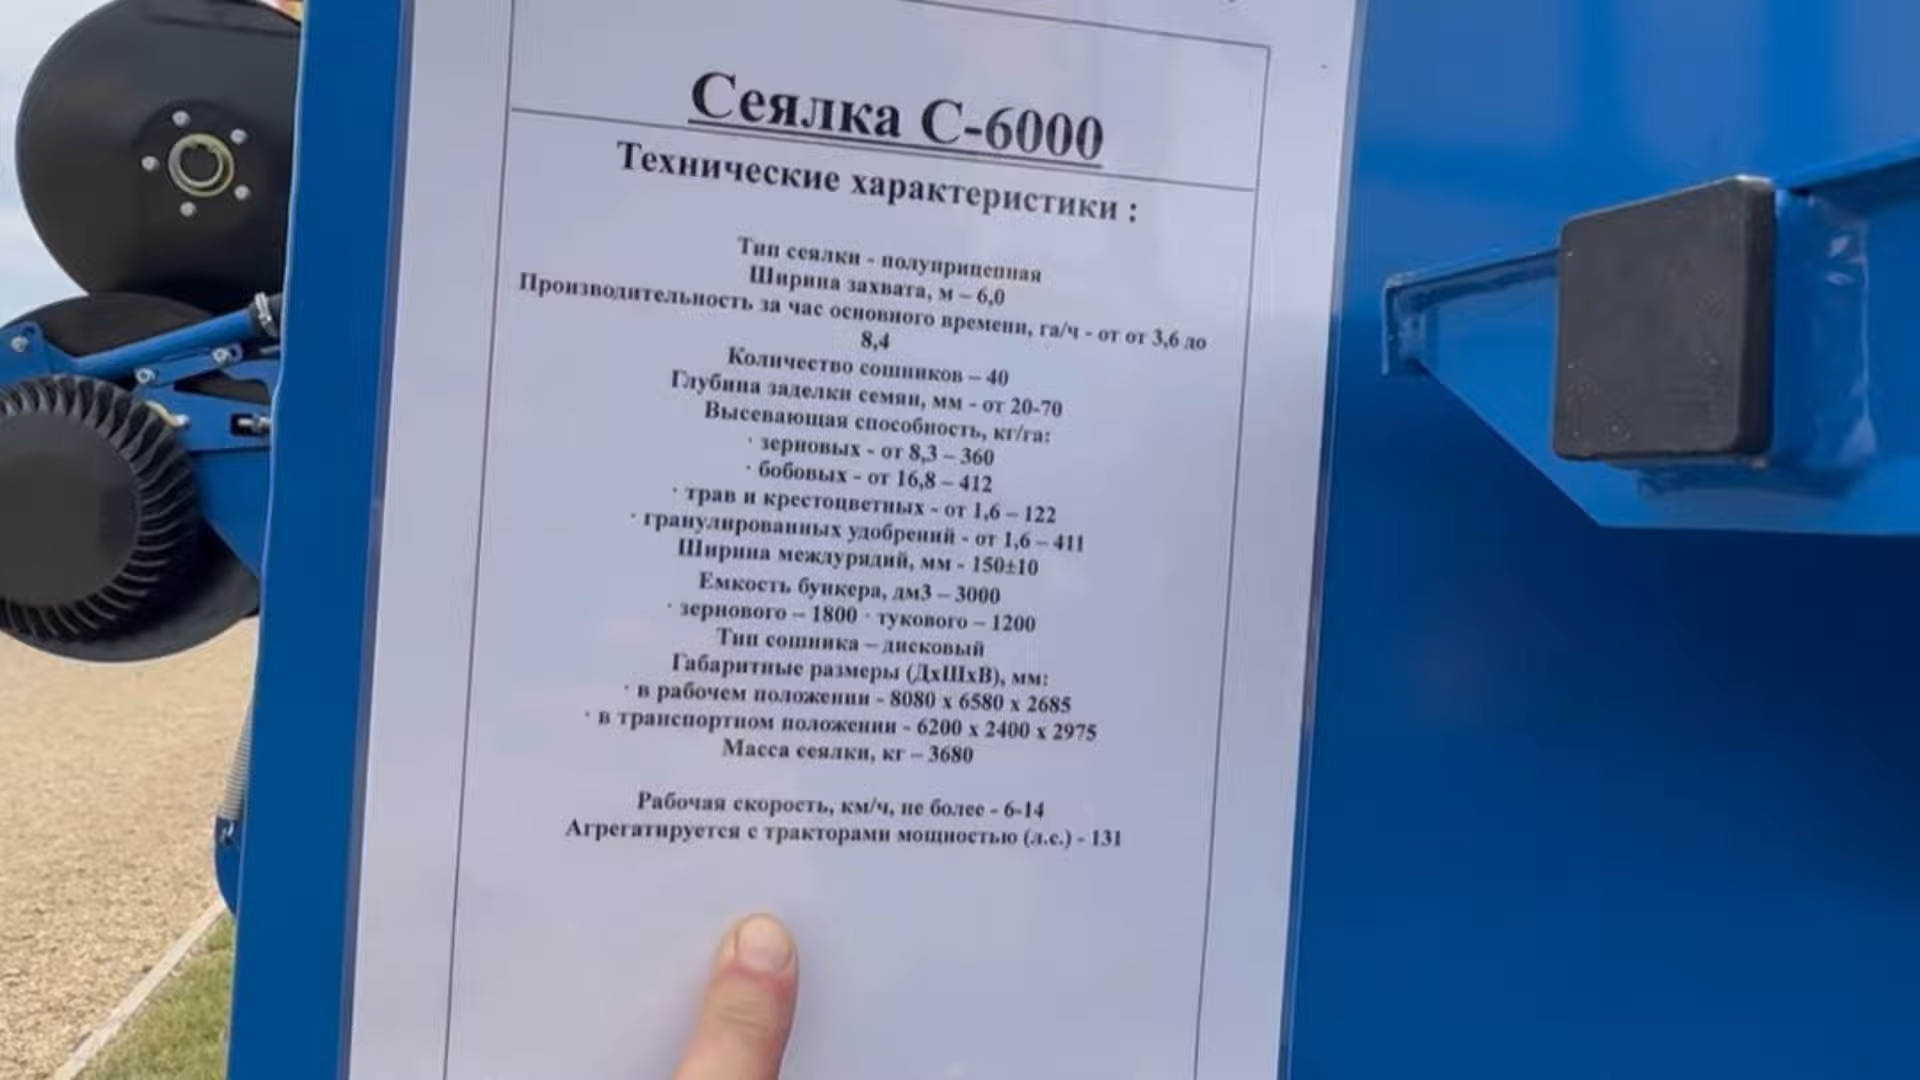 Сеялка С-6000
Технические характеристики :
Тип сеялки - полуприцепная
Ширина захвата, м – 6,0
Производительность за час основного времени, га/ч - от от 3,6 до
8,4
Количество сошников – 40
Глубина заделки семян, мм - от 20-70
Высевающая способность, кг/га:
· зерновых - от 8,3 – 360
· бобовых - от 16,8 – 412
· трав и крестоцветных - от 1,6 – 122
· гранулированных удобрений - от 1,6 – 411
Ширина междурядий, мм - 150±10
Емкость бункера, дм3 – 3000
· зернового – 1800 · тукового – 1200
Тип сошника – дисковый
Габаритные размеры (ДхШхВ), мм:
· в рабочем положении - 8080 х 6580 х 2685
· в транспортном положении - 6200 х 2400 х 2975
Масса сеялки, кг – 3680
Рабочая скорость, км/ч, не более - 6-14
Агрегатируется с тракторами мощностью (л.с.) - 131